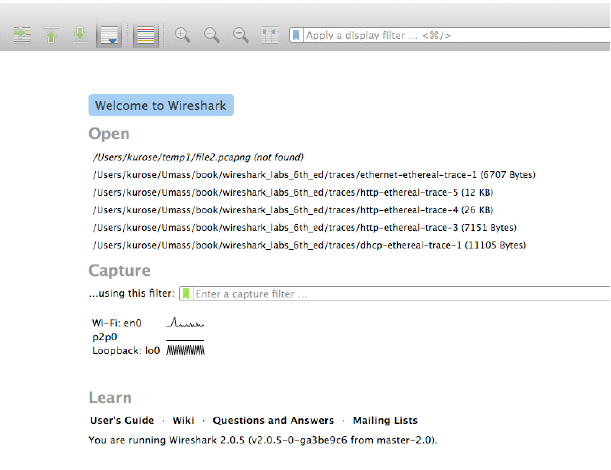 Apply a display filter ... <⌘/>
Welcome to Wireshark
Open
/Users/kurose/temp1/file2.pcapng (not found)
/Users/kurose/Umass/book/wireshark_labs_6th_ed/traces/ethernet-ethereal-trace-1 (6707 Bytes)
/Users/kurose/Umass/book/wireshark_labs_6th_ed/traces/http-ethereal-trace-5 (12 KB)
/Users/kurose/Umass/book/wireshark_labs_6th_ed/traces/http-ethereal-trace-4 (26 KB)
/Users/kurose/Umass/book/wireshark_labs_6th_ed/traces/http-ethereal-trace-3 (7151 Bytes)
/Users/kurose/Umass/book/wireshark_labs_6th_ed/traces/dhcp-ethereal-trace-1 (11105 Bytes)
Capture
...using this filter: Enter a capture filter ...
Wi-Fi: en0
p2p0
Loopback: lo0
Learn
User's Guide · Wiki · Questions and Answers · Mailing Lists
You are running Wireshark 2.0.5 (v2.0.5-0-ga3be9c6 from master-2.0).